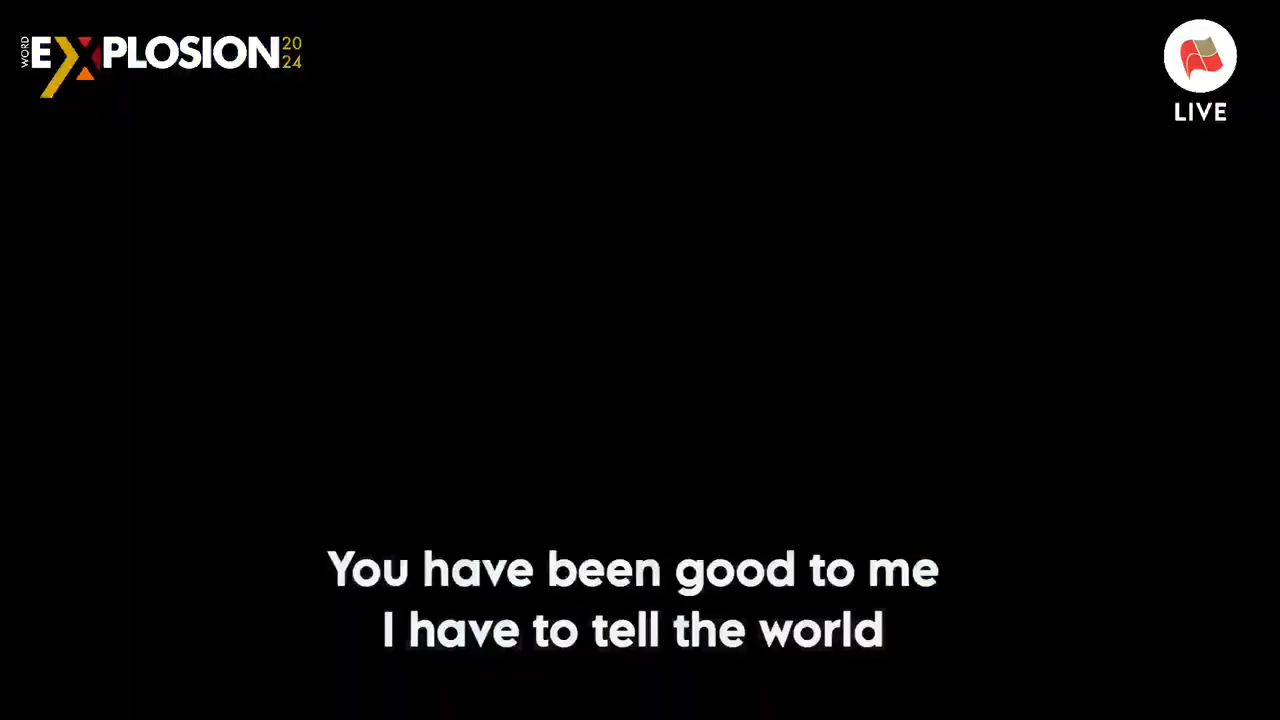 WORD
EXPLOSION
20
24
LIVE
You have been good to me
I have to tell the world